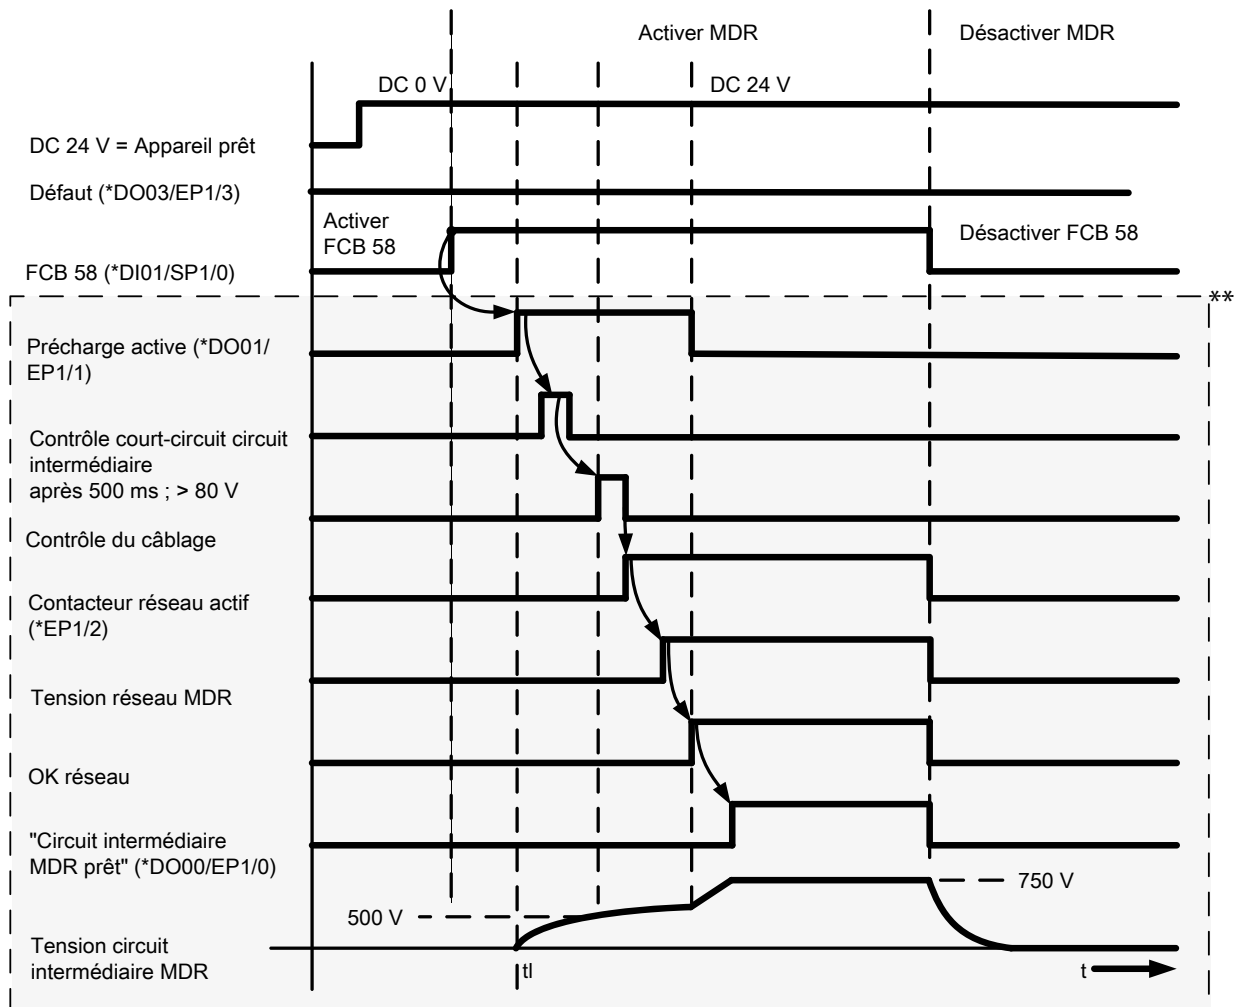 Activer MDR
Désactiver MDR
DC 0 V
DC 24 V
DC 24 V = Appareil prêt
Défaut (*DO03/EP1/3)
Activer
FCB 58
Désactiver FCB 58
FCB 58 (*DI01/SP1/0)
**
Précharge active (*DO01/
EP1/1)
Contrôle court-circuit circuit
intermédiaire
après 500 ms ; > 80 V
Contrôle du câblage
Contacteur réseau actif
(*EP1/2)
Tension réseau MDR
OK réseau
"Circuit intermédiaire
MDR prêt" (*DO00/EP1/0)
750 V
500 V
Tension circuit
intermédiaire MDR
tl
t